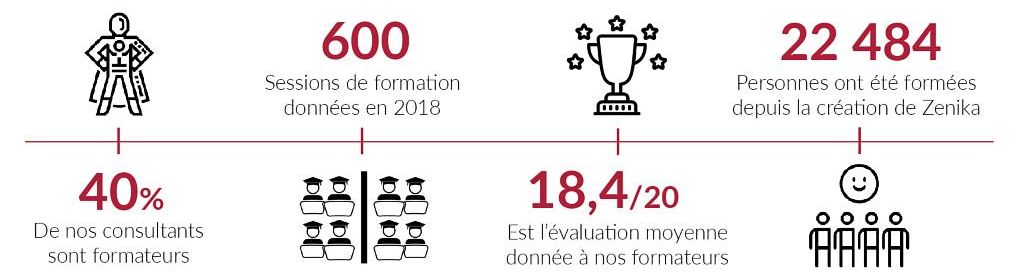 40%
De nos consultants
sont formateurs
600
Sessions de formation
données en 2018
18,4/20
Est l'évaluation moyenne
donnée à nos formateurs
22 484
Personnes ont été formées
depuis la création de Zenika